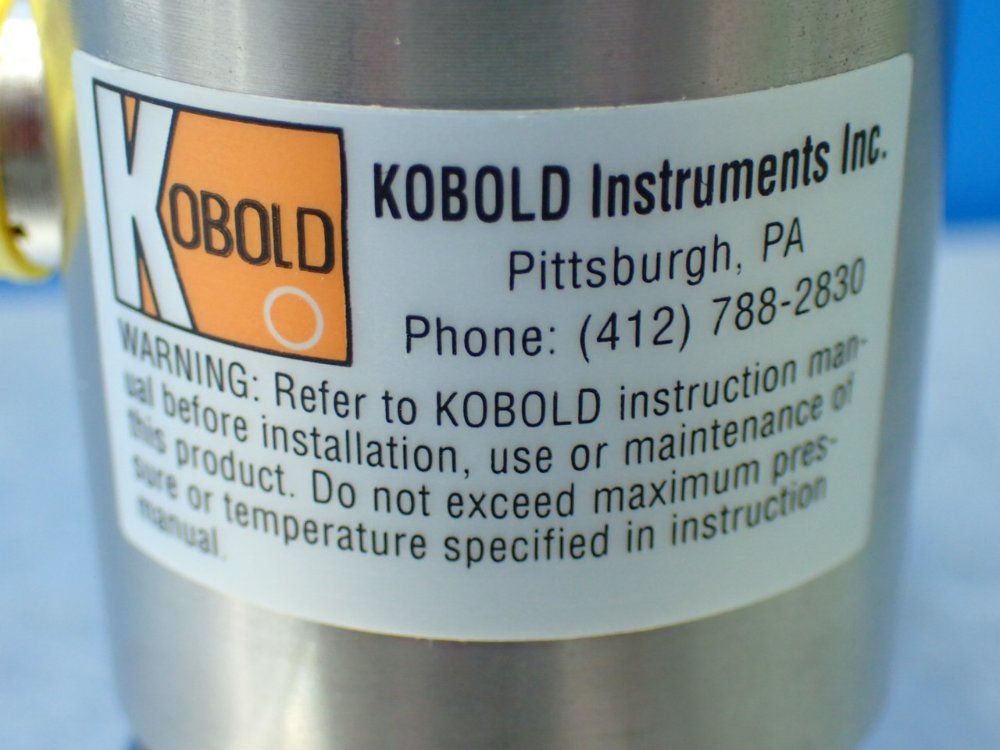 KOBOLD
KOBOLD Instruments Inc.
Pittsburgh, PA
Phone: (412) 788-2830
WARNING: Refer to KOBOLD instruction man-
ual before installation, use or maintenance of
this product. Do not exceed maximum pres-
sure or temperature specified in instruction
manual.